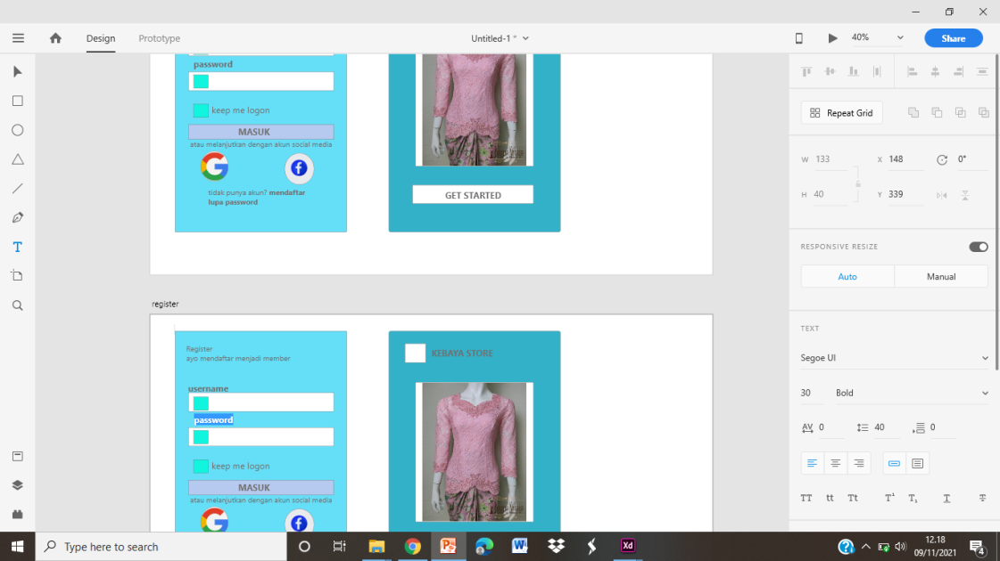 Design
Prototype
Untitled-1 *
40%
Share
password
keep me logon
MASUK
atau melanjutkan dengan akun social media
tidak punya akun? mendaftar
lupa password
GET STARTED
register
Register
ayo mendaftar menjadi member
username
password
keep me logon
MASUK
atau melanjutkan dengan akun social media
KEBAYA STORE
Repeat Grid
W 133 X 148 0°
H 40 Y 339
RESPONSIVE RESIZE
Auto Manual
TEXT
Segoe UI
30 Bold
AV 0 40 0
TT tt Tt T¹ T, T T
T
Type here to search
Xd
12.18
09/11/2021
4